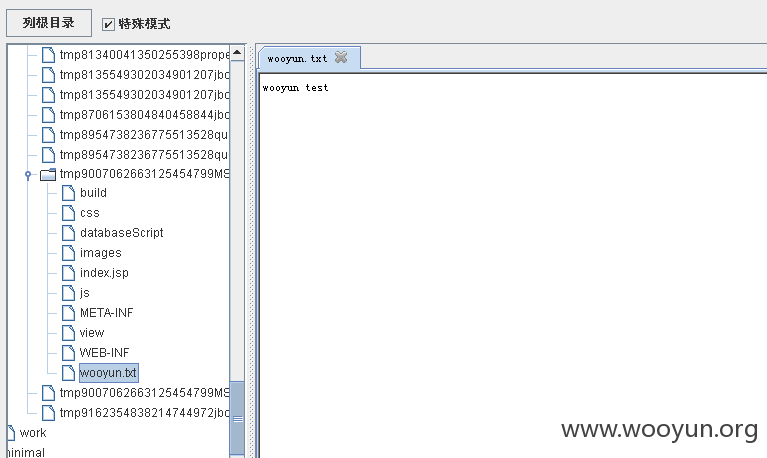 列根目录
特殊模式
tmp81340041350255398prope
tmp8135549302034901207jbc
tmp8135549302034901207jbc
tmp8706153804840458844jbc
tmp8954738236775513528qu
tmp8954738236775513528qu
tmp9007062663125454799MS
build
css
databaseScript
images
index.jsp
js
META-INF
view
WEB-INF
wooyun.txt
tmp9007062663125454799MS
tmp9162354838214744972jbc
work
minimal
wooyun.txt
wooyun test
www.wooyun.org